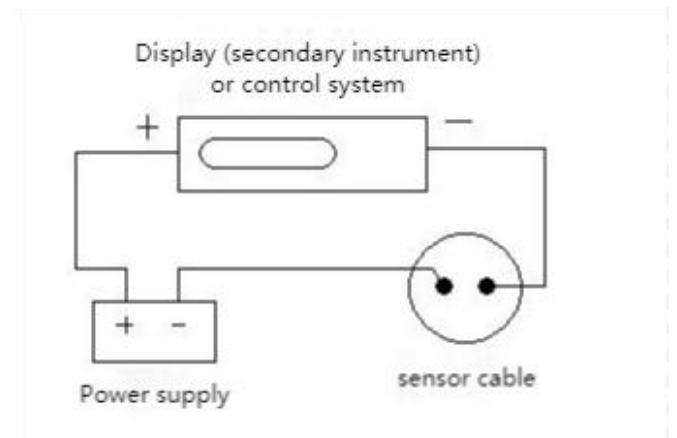 Display (secondary instrument)
or control system
+
—
+ -
sensor cable
Power supply